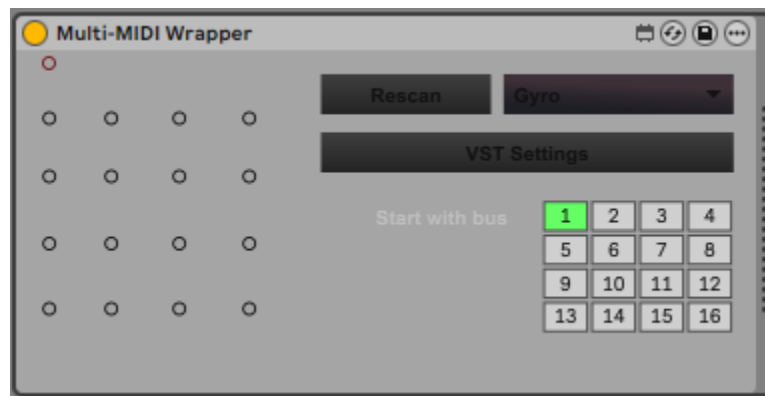 Multi-MIDI Wrapper
Rescan
Gyro
VST Settings
Start with bus
1 2 3 4
5 6 7 8
9 10 11 12
13 14 15 16